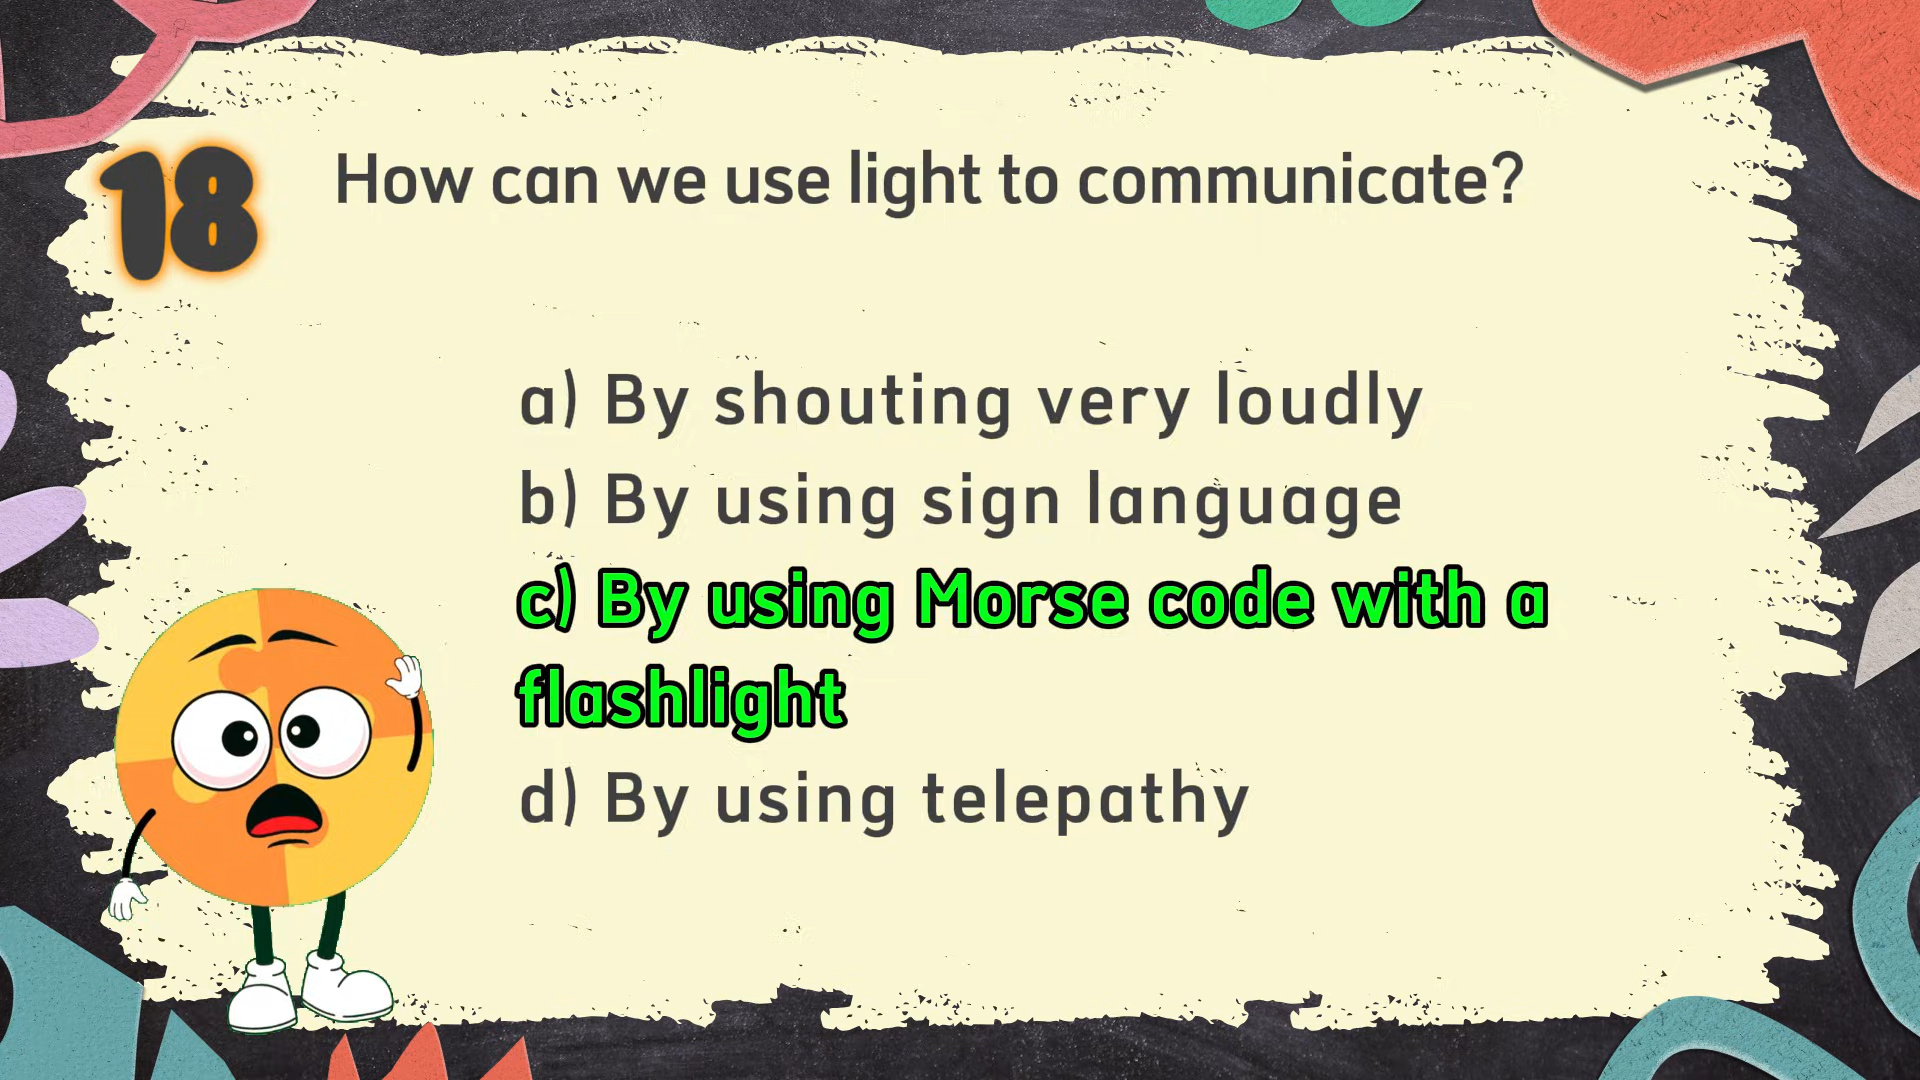 18
How can we use light to communicate?
a) By shouting very loudly
b) By using sign language
c) By using Morse code with a
flashlight
d) By using telepathy